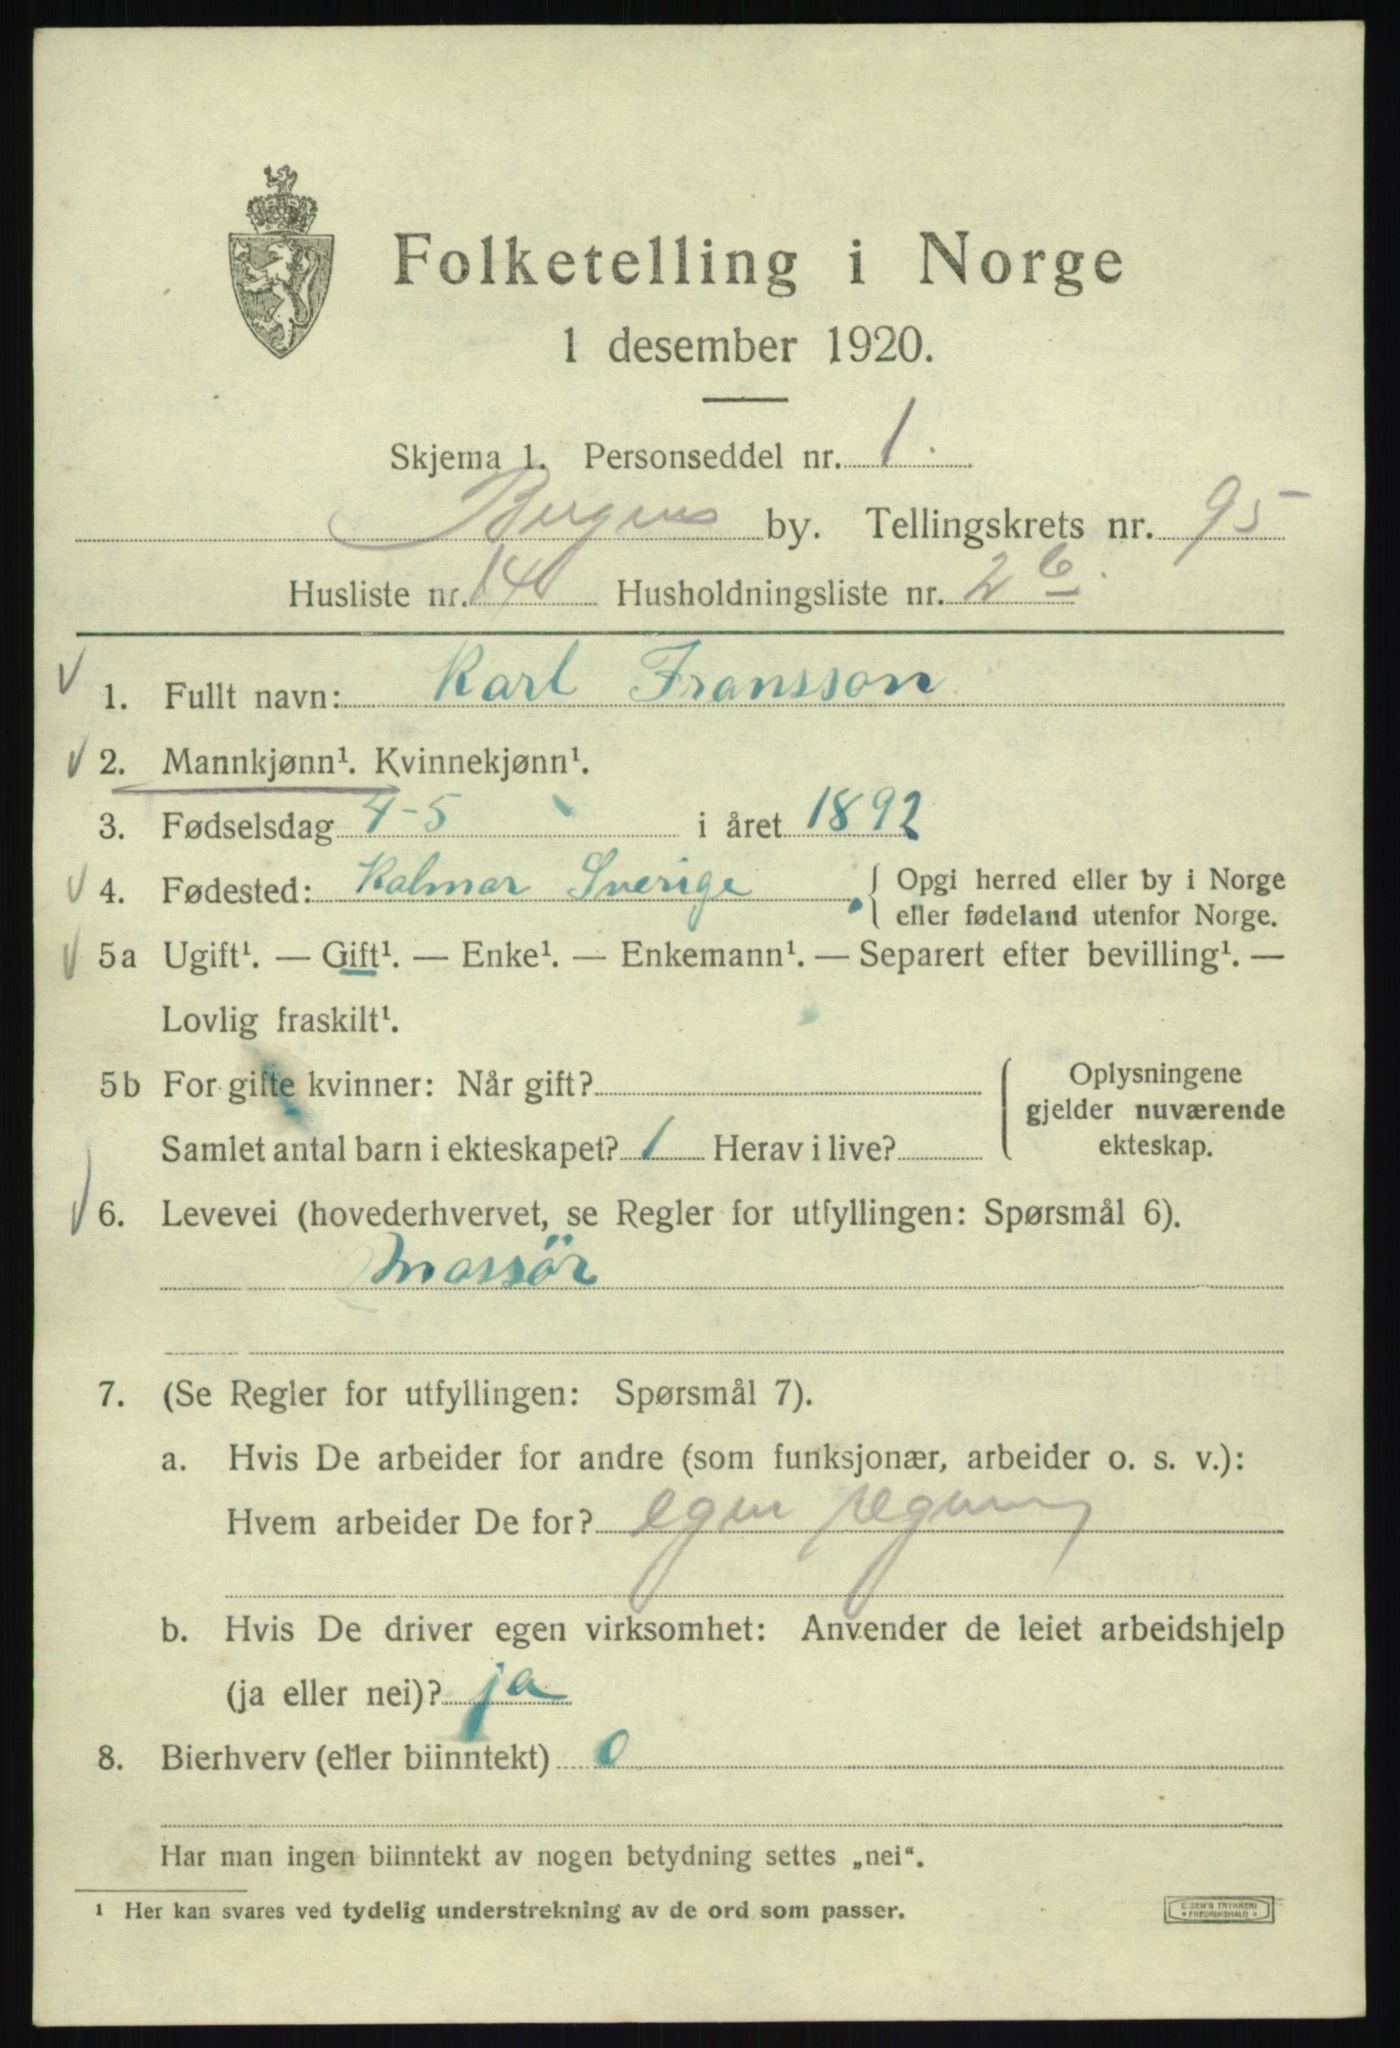 Folketelling i Norge
1 desember 1920.
Skjema 1. Personseddel nr. 1.
Bergens by. Tellingskrets nr. 95
Husliste nr. 14 Husholdningsliste nr. 2 b.
1. Fullt navn: Karl Fransson
2. Mannkjønn¹. Kvinnekjønn¹.
3. Fødselsdag 4-5 i året 1892
4. Fødested: Kalmar Sverige { Opgi herred eller by i Norge
eller fødeland utenfor Norge.
5a Ugift¹. — Gift¹. — Enke¹. — Enkemann¹. — Separert efter bevilling¹. —
Lovlig fraskilt¹.
5b For gifte kvinner: Når gift?
Samlet antal barn i ekteskapet? 1 Herav i live?
Oplysningene
gjelder nuværende
ekteskap.
6. Levevei (hovederhvervet, se Regler for utfyllingen: Spørsmål 6).
Massör
7. (Se Regler for utfyllingen: Spørsmål 7).
a. Hvis De arbeider for andre (som funksjonær, arbeider o. s. v.):
Hvem arbeider De for? egen regning
b. Hvis De driver egen virksomhet: Anvender de leiet arbeidshjelp
(ja eller nei)? ja
8. Bierhverv (eller biinntekt) 0
Har man ingen biinntekt av nogen betydning settes „nei“.
¹ Her kan svares ved tydelig understrekning av de ord som passer.
E. SEM'S TRYKKERI
* FREDRIKSHALD *